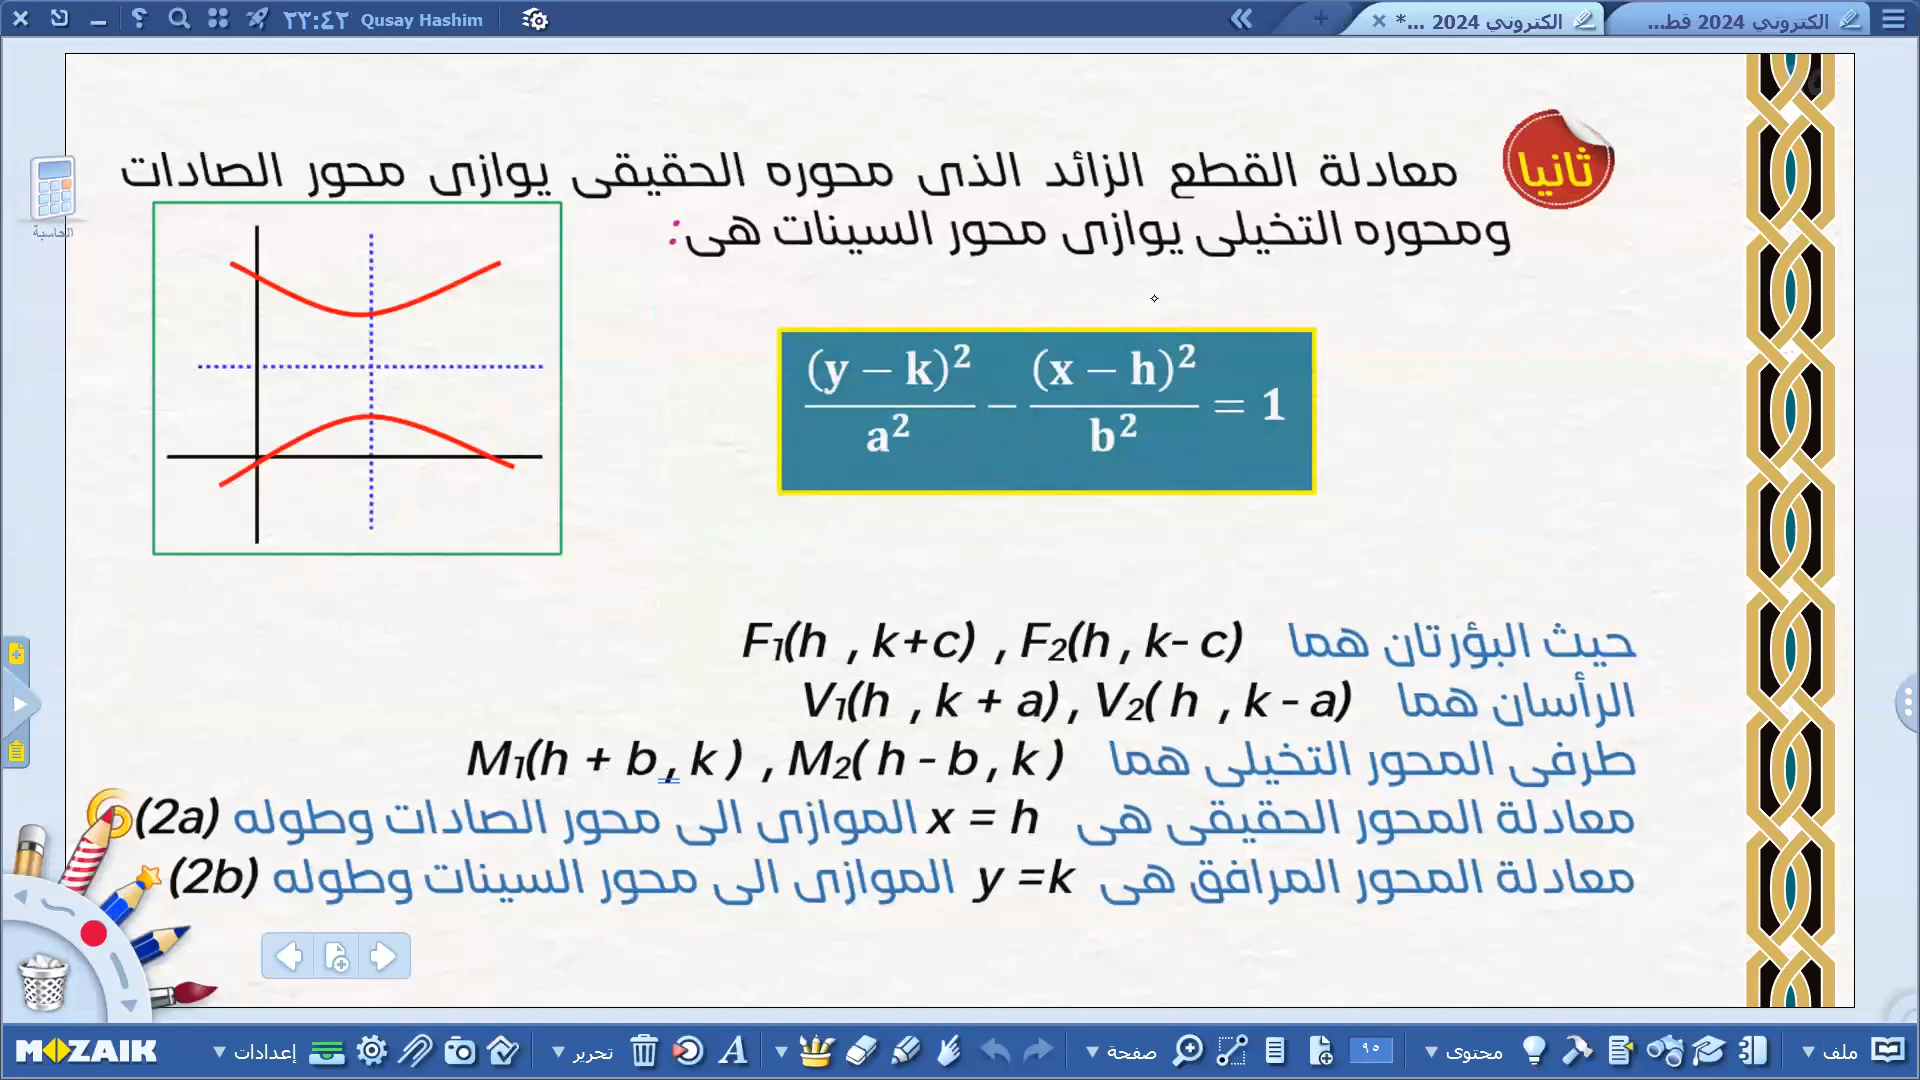 ٢٣:٤٢ Qusay Hashim
الكتروني 2024 ...*
الكتروني 2024 قط...
ثانيا
معادلة القطع الزائد الذى محوره الحقيقى يوازى محور الصادات
ومحوره التخيلى يوازى محور السينات هى:
الحاسبة
(y − k)² / a² − (x − h)² / b² = 1
حيث البؤرتان هما F₁(h , k+c) , F₂(h , k- c)
الرأسان هما V₁(h , k + a) , V₂( h , k - a)
طرفى المحور التخيلى هما M₁(h + b , k ) , M₂( h - b , k )
معادلة المحور الحقيقى هى x = h الموازى الى محور الصادات وطوله (2a)
معادلة المحور المرافق هى y =k الموازى الى محور السينات وطوله (2b)
ملف
محتوى
٩٥
صفحة
تحرير
إعدادات
MOZAIK